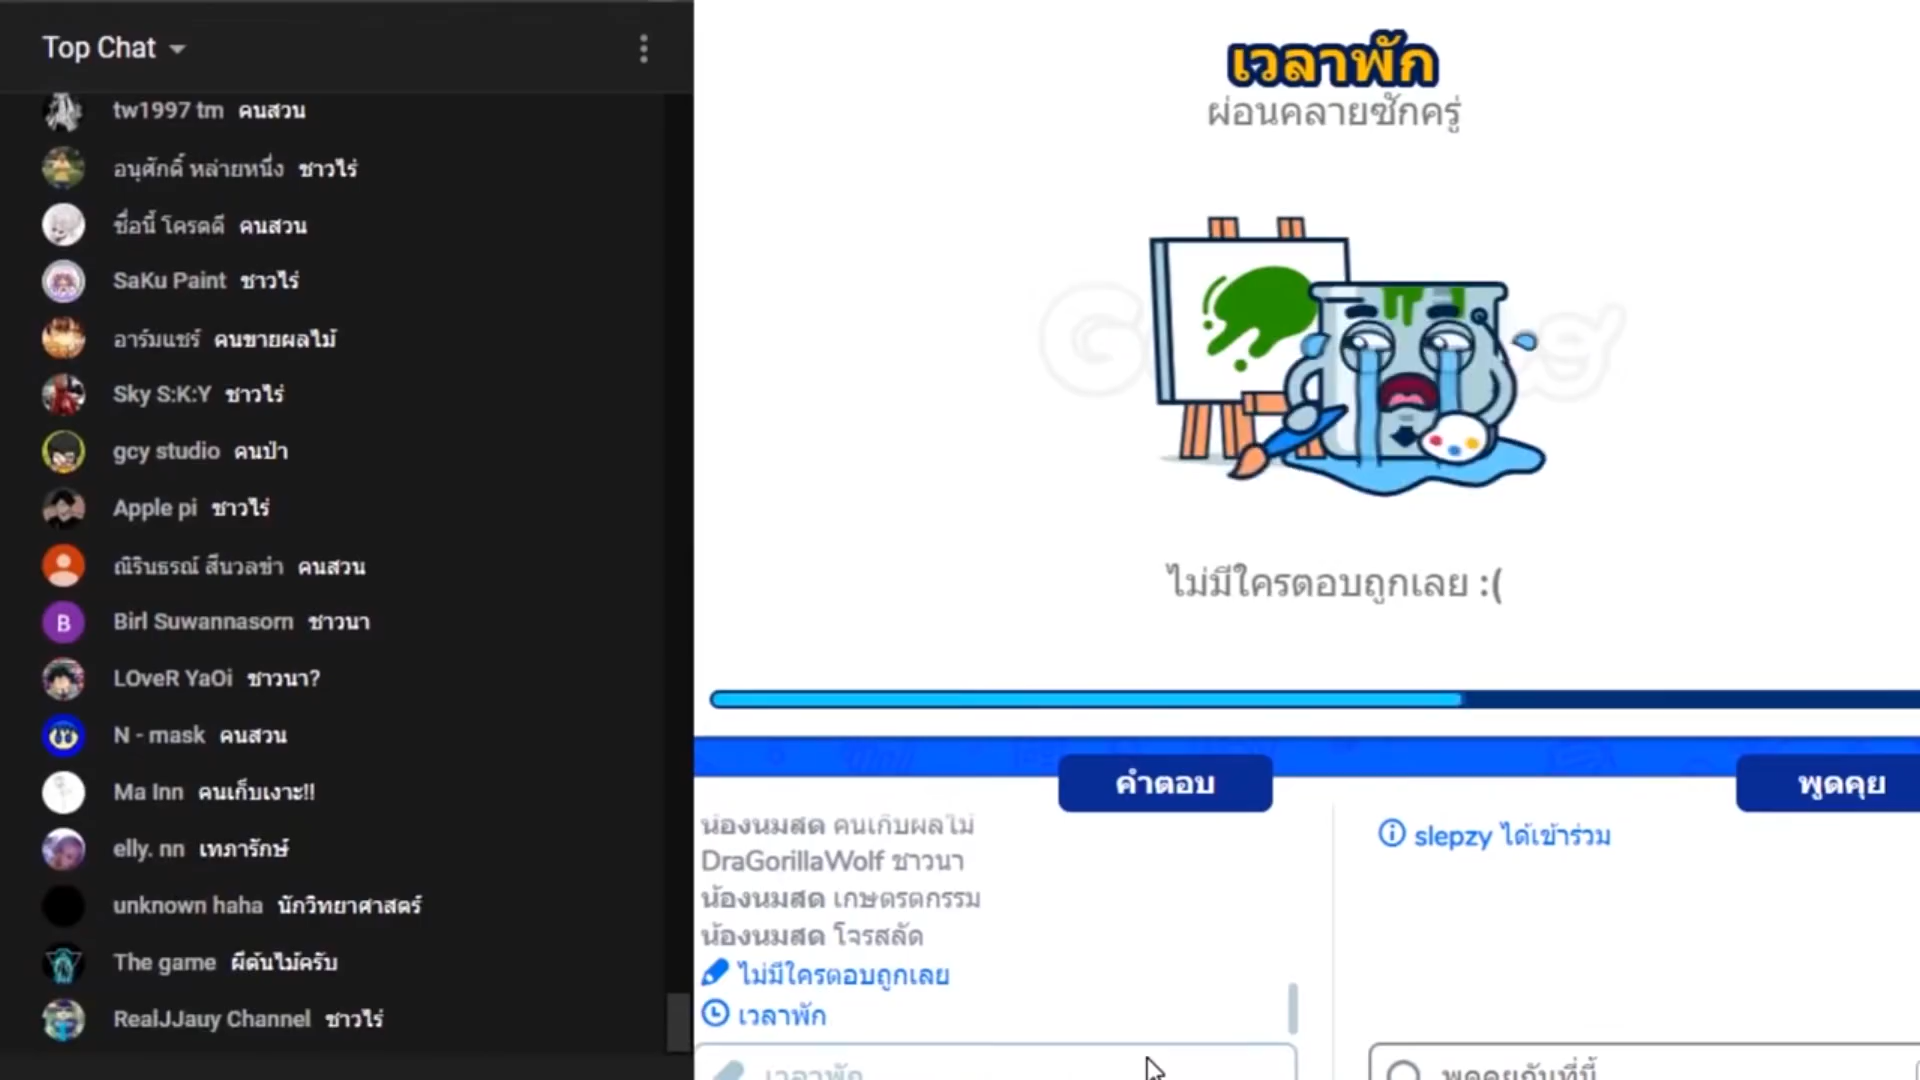 Top Chat
tw1997 tm คนสวน
อนุศักดิ์ หล่ายหนึ่ง ชาวไร่
ชื่อนี้ โครตดี คนสวน
SaKu Paint ชาวไร่
อาร์มแชร์ คนขายผลไม้
Sky S:K:Y ชาวไร่
gcy studio คนป่า
Apple pi ชาวไร่
ณิรินธรณ์ สีนวลขำ คนสวน
B
Birl Suwannasorn ชาวนา
LOveR YaOi ชาวนา?
N - mask คนสวน
Ma Inn คนเก็บเงาะ!!
elly. nn เทภารักษ์
unknown haha นักวิทยาศาสตร์
The game ผีต้นไม้ครับ
RealJJauy Channel ชาวไร่
เวลาพัก
ผ่อนคลายซักครู่
ไม่มีใครตอบถูกเลย :(
คำตอบ
น้องนมสด คนเก็บผลไม้
DraGorillaWolf ชาวนา
น้องนมสด เกษตรตกรรม
น้องนมสด โจรสลัด
ไม่มีใครตอบถูกเลย
เวลาพัก
เวลาพัก
พูดคุย
slepzy ได้เข้าร่วม
พูดคุยกันที่นี้